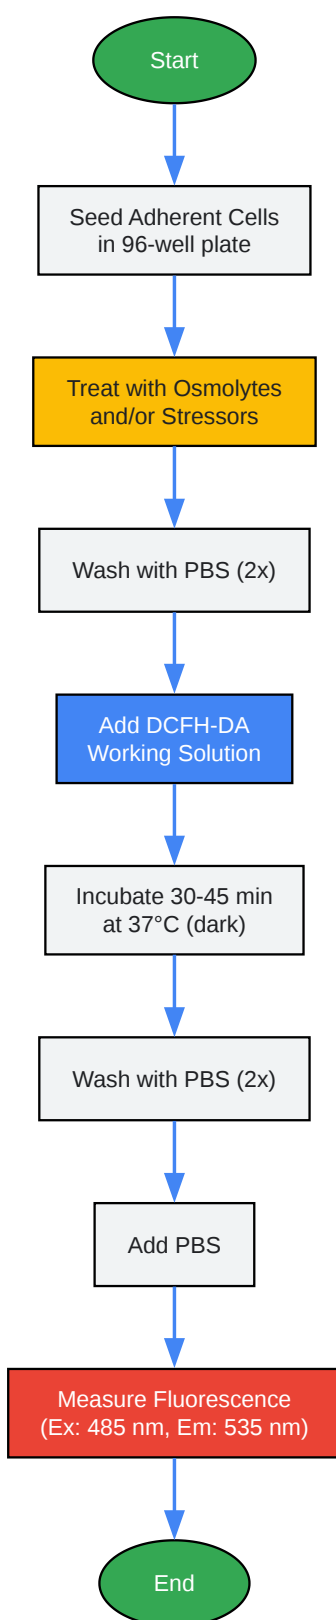 Start
Seed Adherent Cells
in 96-well plate
Treat with Osmolytes
and/or Stressors
Wash with PBS (2x)
Add DCFH-DA
Working Solution
Incubate 30-45 min
at 37°C (dark)
Wash with PBS (2x)
Add PBS
Measure Fluorescence
(Ex: 485 nm, Em: 535 nm)
End